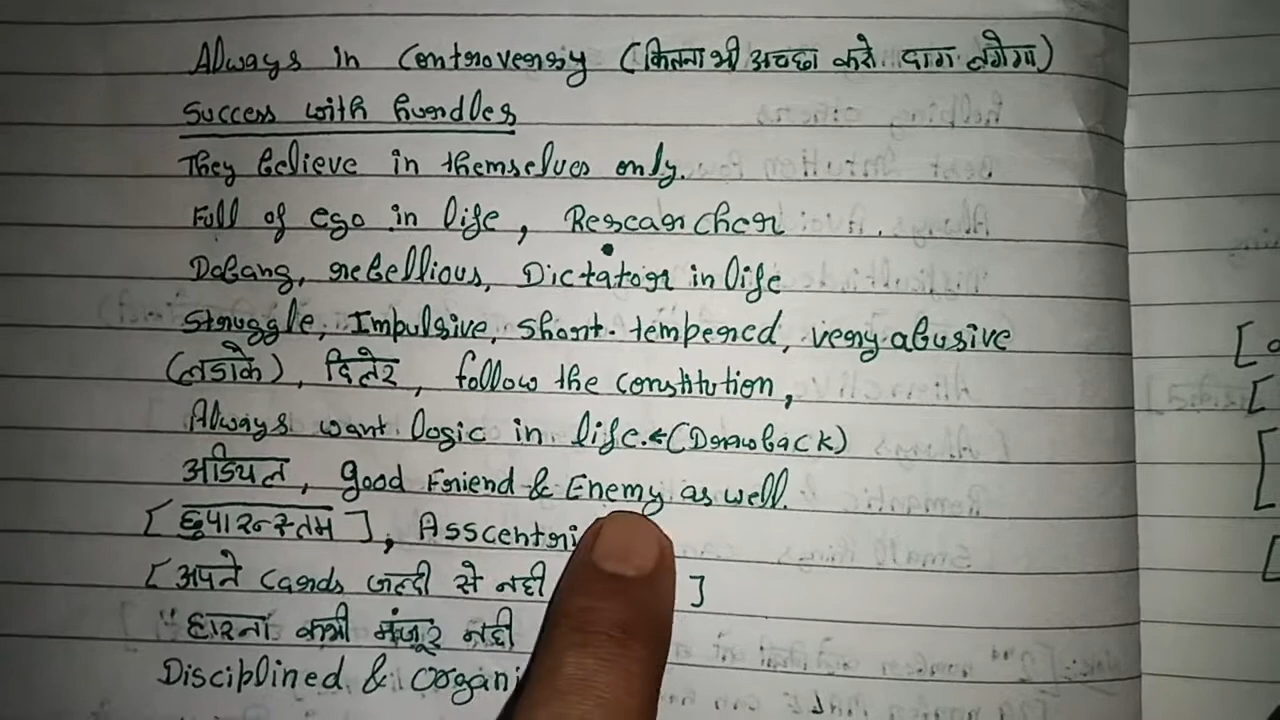 Always in Controversy (कितना भी अच्छा करो दाग लगेगा)
Success with hurdles
They believe in themselves only.
Full of ego in life, Researcher
Dabang, rebellious, Dictator in life
Struggle, Impulsive, short-tempered, very abusive
(लडाके), दिलेर, follow the constitution,
Always want logic in life.←(Drawback)
अडियल, good Friend & Enemy as well.
[छुपा रुस्तम], Asscentri
[अपने cards जल्दी से नही ]
"हारना कभी मंजूर नही
Disciplined & organi